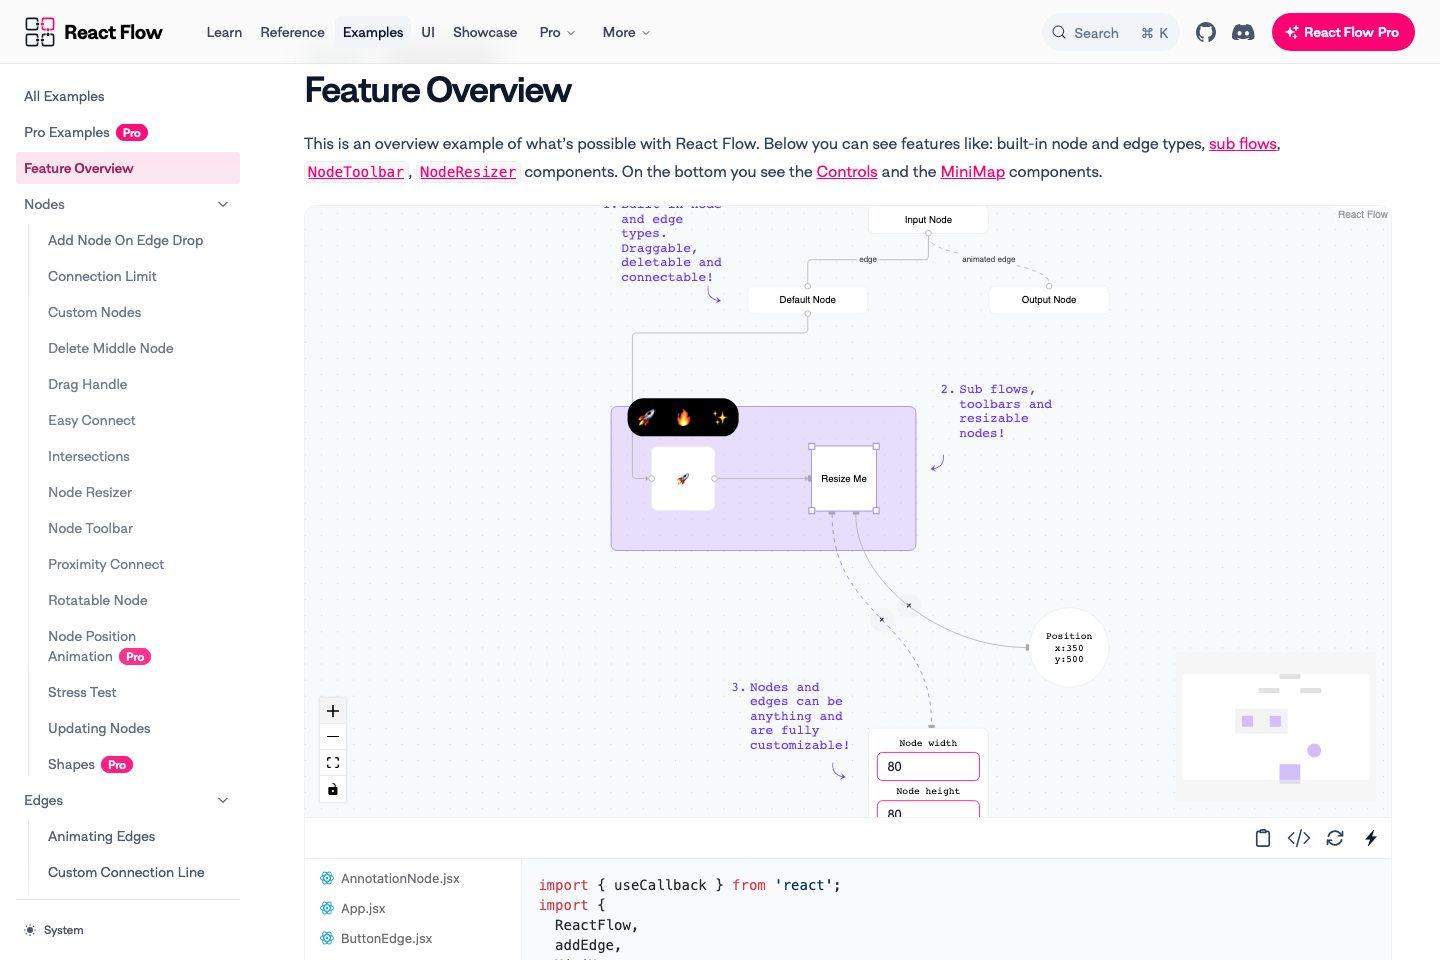 React Flow
Learn Reference Examples UI Showcase Pro More
Search ⌘ K
React Flow Pro
All Examples
Pro Examples Pro
Feature Overview
Nodes
Add Node On Edge Drop
Connection Limit
Custom Nodes
Delete Middle Node
Drag Handle
Easy Connect
Intersections
Node Resizer
Node Toolbar
Proximity Connect
Rotatable Node
Node Position
Animation Pro
Stress Test
Updating Nodes
Shapes Pro
Edges
Animating Edges
Custom Connection Line
System
Feature Overview
This is an overview example of what's possible with React Flow. Below you can see features like: built-in node and edge types, sub flows,
NodeToolbar, NodeResizer components. On the bottom you see the Controls and the MiniMap components.
React Flow
1. Built-in node
and edge
types.
Draggable,
deletable and
connectable!
Input Node
edge
animated edge
Default Node
Output Node
2. Sub flows,
toolbars and
resizable
nodes!
Resize Me
Position
x:350
y:500
3. Nodes and
edges can be
anything and
are fully
customizable!
Node width
80
Node height
80
AnnotationNode.jsx
App.jsx
ButtonEdge.jsx
import { useCallback } from 'react';
import {
ReactFlow,
addEdge,